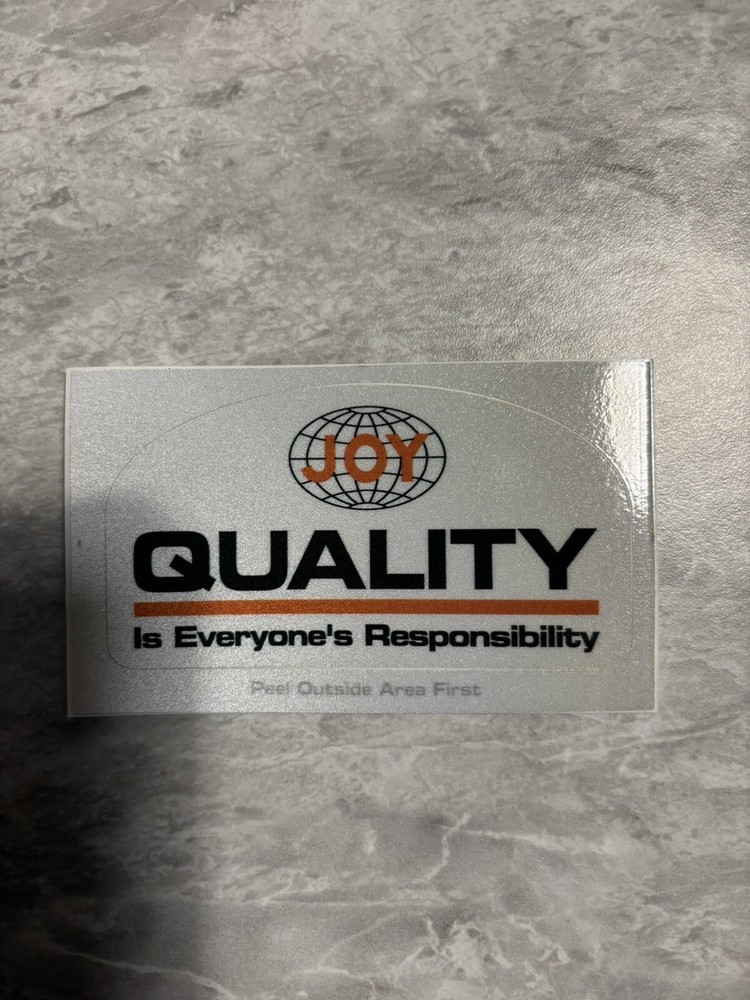 JOY
QUALITY
Is Everyone's Responsibility
Peel Outside Area First